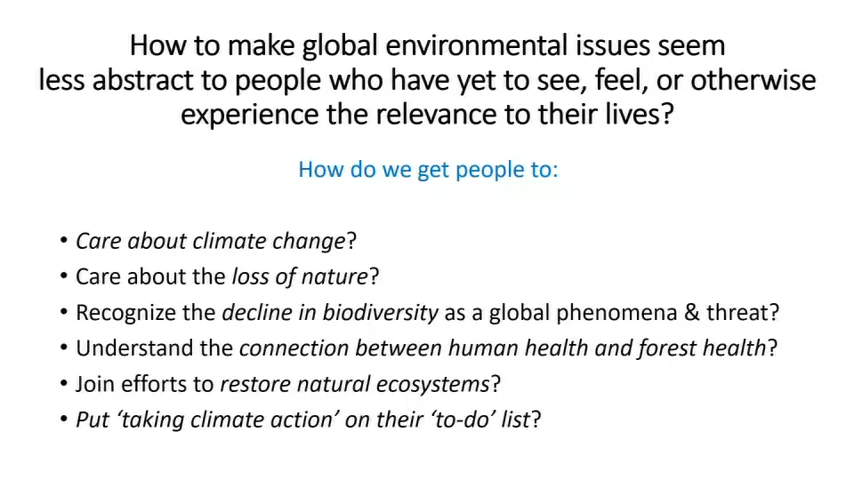 How to make global environmental issues seem
less abstract to people who have yet to see, feel, or otherwise
experience the relevance to their lives?
How do we get people to:
• Care about climate change?
• Care about the loss of nature?
• Recognize the decline in biodiversity as a global phenomena & threat?
• Understand the connection between human health and forest health?
• Join efforts to restore natural ecosystems?
• Put ‘taking climate action’ on their ‘to-do’ list?